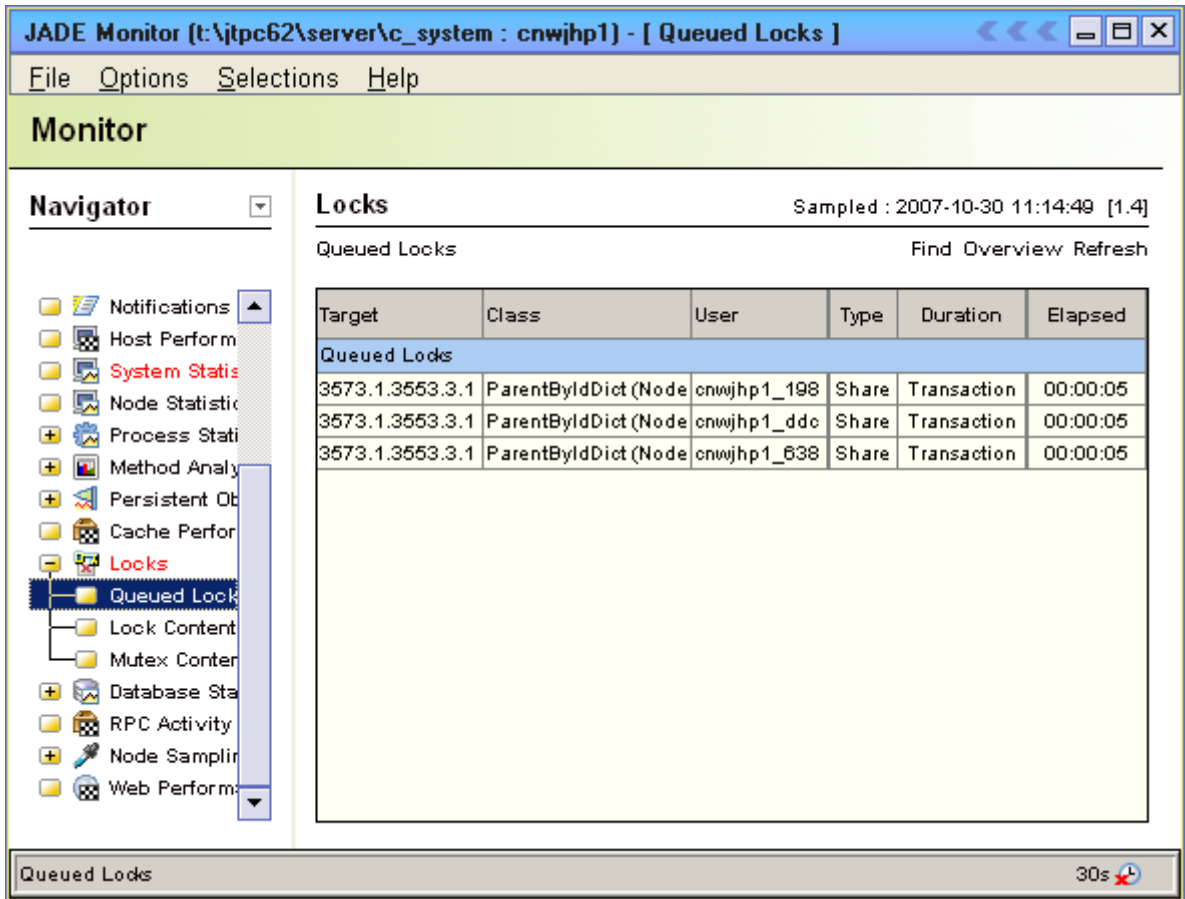 JADE Monitor (t:\jtpc62\server\c_system : cnwjhp1) - [ Queued Locks ]
File Options Selections Help
Monitor
Navigator
Notifications
Host Perform
System Statis
Node Statistic
Process Stati
Method Analy
Persistent Ob
Cache Perfor
Locks
Queued Lock
Lock Content
Mutex Conten
Database Sta
RPC Activity
Node Samplin
Web Performa
Locks
Sampled : 2007-10-30 11:14:49 [1.4]
Queued Locks
Find Overview Refresh
Target Class User Type Duration Elapsed
Queued Locks
3573.1.3553.3.1 ParentByIdDict (Node cnwjhp1_198 Share Transaction 00:00:05
3573.1.3553.3.1 ParentByIdDict (Node cnwjhp1_ddc Share Transaction 00:00:05
3573.1.3553.3.1 ParentByIdDict (Node cnwjhp1_638 Share Transaction 00:00:05
Queued Locks
30s